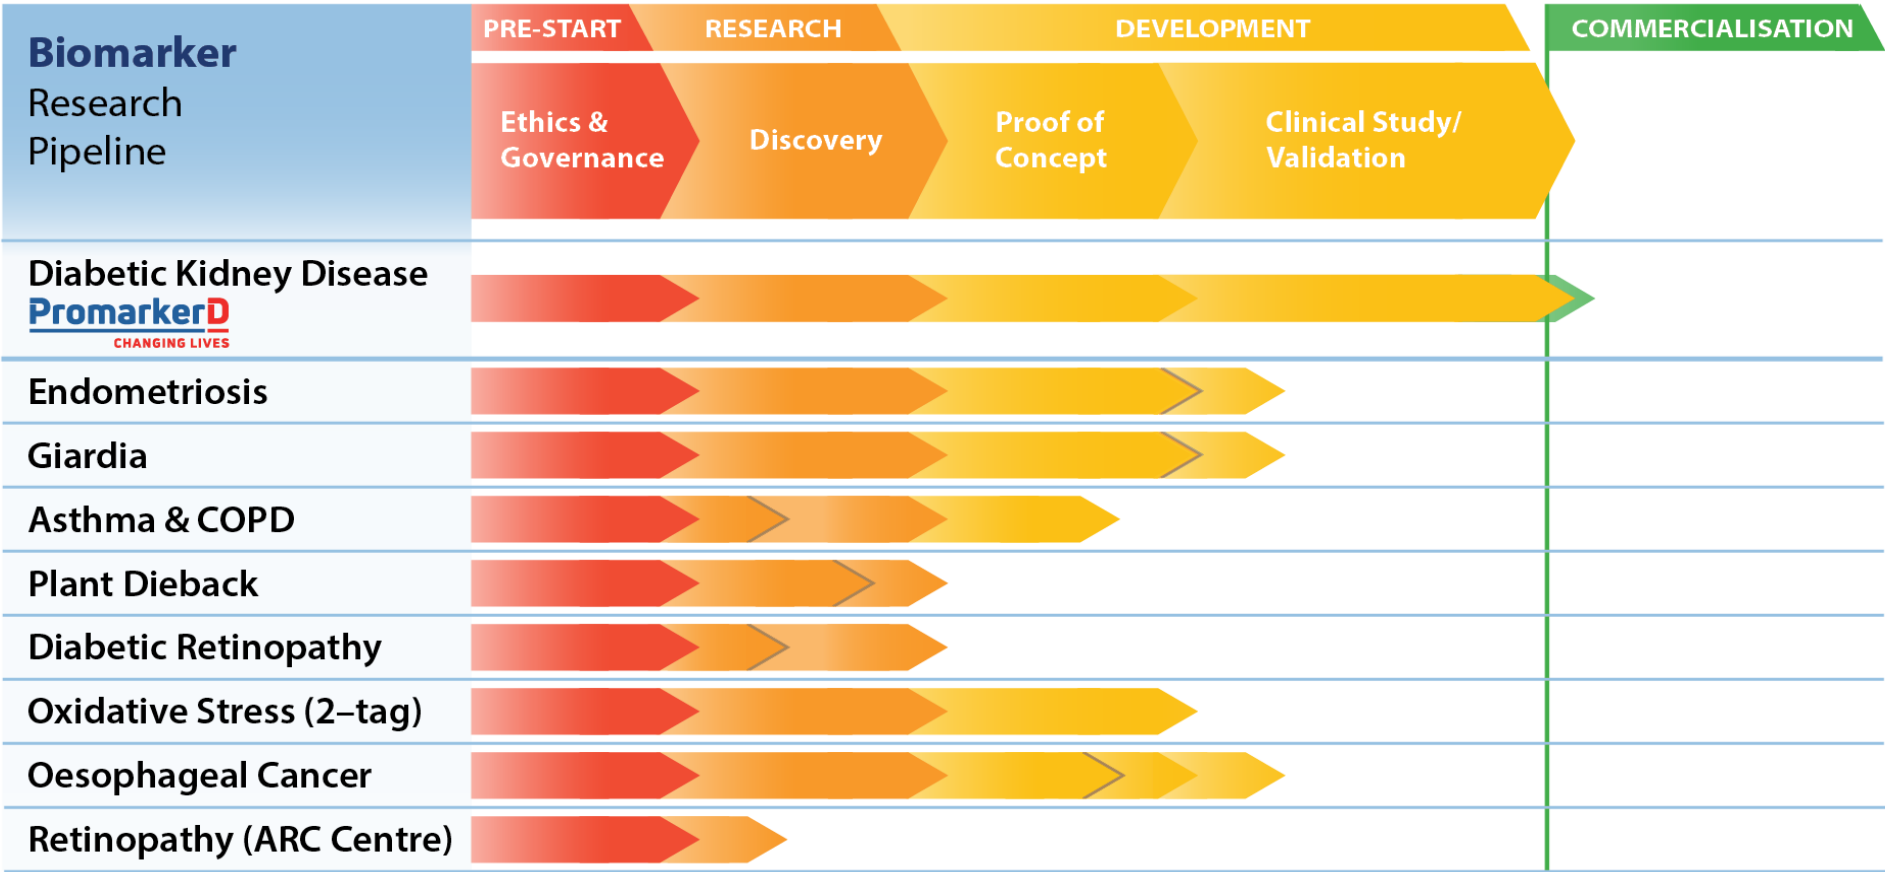 PRE-START
RESEARCH
DEVELOPMENT
COMMERCIALISATION
Biomarker
Research
Pipeline
Ethics &
Governance
Discovery
Proof of
Concept
Clinical Study/
Validation
Diabetic Kidney Disease
PromarkerD
CHANGING LIVES
Endometriosis
Giardia
Asthma & COPD
Plant Dieback
Diabetic Retinopathy
Oxidative Stress (2–tag)
Oesophageal Cancer
Retinopathy (ARC Centre)